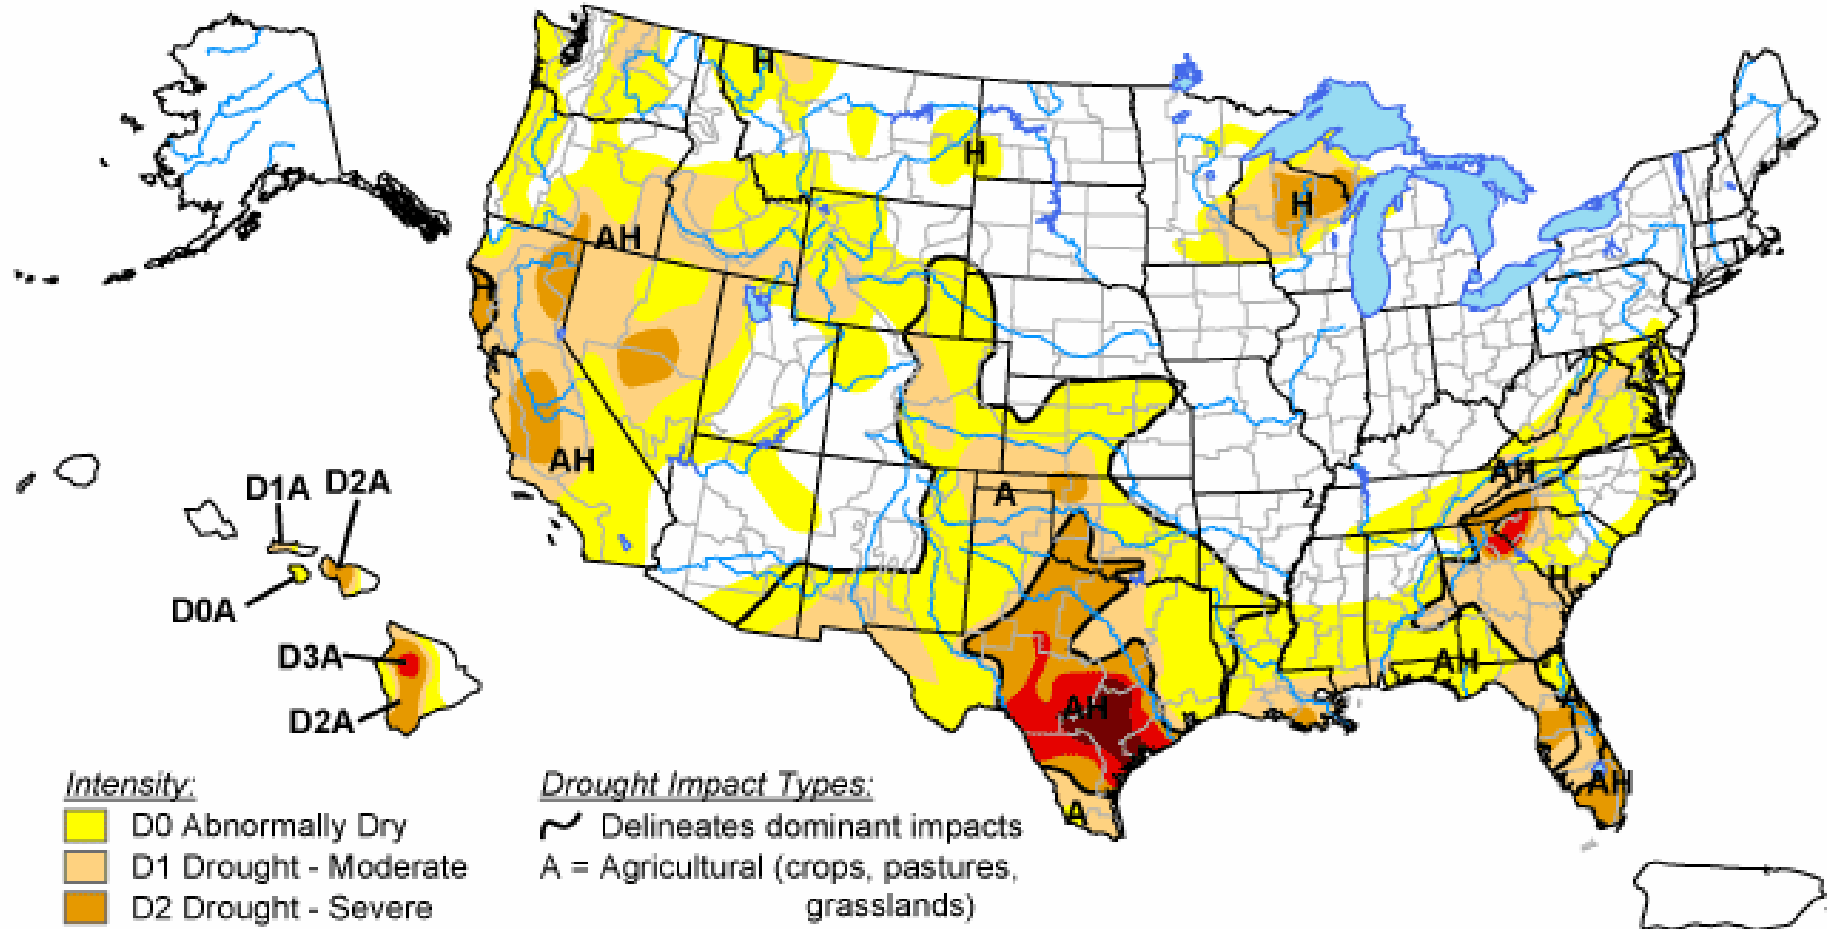 H
H
H
AH
H
AH
D1A D2A
A
AH
D0A
H
D3A
AH
AH
A
D2A
AH
AH
A
Intensity:
D0 Abnormally Dry
D1 Drought - Moderate
D2 Drought - Severe
Drought Impact Types:
Delineates dominant impacts
A = Agricultural (crops, pastures,
grasslands)